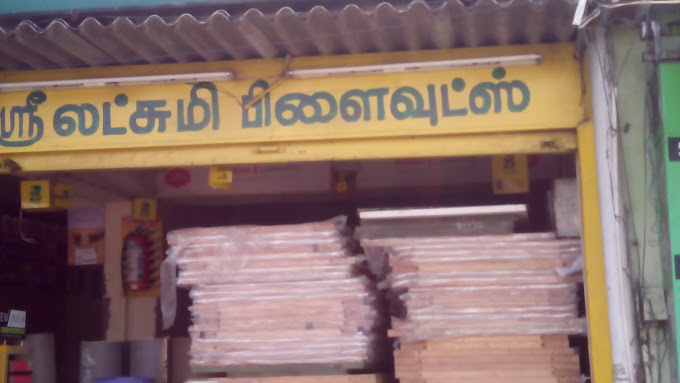 ஸ்ரீ லட்சுமி பிளைவுட்ஸ்